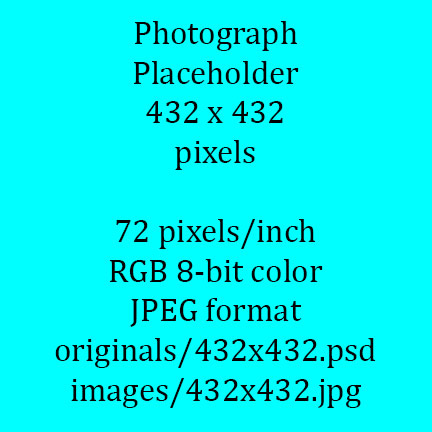 Photograph
Placeholder
432 x 432
pixels
72 pixels/inch
RGB 8-bit color
JPEG format
originals/432x432.psd
images/432x432.jpg